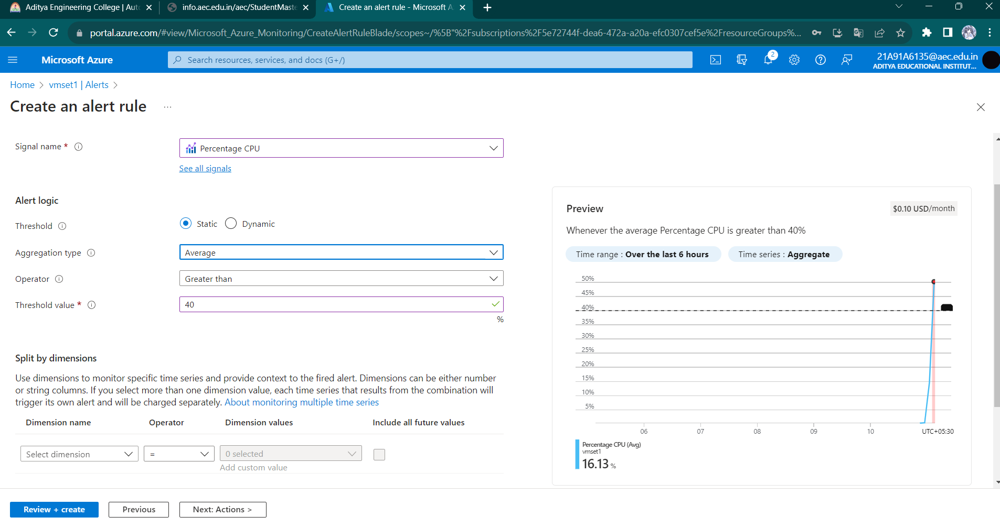 Aditya Engineering College | Auto
info.aec.edu.in/aec/StudentMaste
Create an alert rule - Microsoft A
portal.azure.com/#view/Microsoft_Azure_Monitoring/CreateAlertRuleBlade/scopes~/%5B"%2Fsubscriptions%2F5e72744f-dea6-472a-a20a-efc0307cef5e%2FresourceGroups%...
Microsoft Azure
Search resources, services, and docs (G+/)
2
21A91A6135@aec.edu.in
ADITYA EDUCATIONAL INSTITUT...
Home > vmset1 | Alerts >
Create an alert rule ...
Signal name *
Percentage CPU
See all signals
Alert logic
Threshold
Static
Dynamic
Aggregation type
Average
Operator
Greater than
Threshold value *
40
%
Split by dimensions
Use dimensions to monitor specific time series and provide context to the fired alert. Dimensions can be either number
or string columns. If you select more than one dimension value, each time series that results from the combination will
trigger its own alert and will be charged separately. About monitoring multiple time series
Dimension name Operator Dimension values Include all future values
Select dimension = 0 selected
Add custom value
Preview
$0.10 USD/month
Whenever the average Percentage CPU is greater than 40%
Time range : Over the last 6 hours
Time series : Aggregate
50%
45%
40%
35%
30%
25%
20%
15%
10%
5%
06 07 08 09 10 UTC+05:30
Percentage CPU (Avg)
vmset1
16.13 %
Review + create
Previous
Next: Actions >